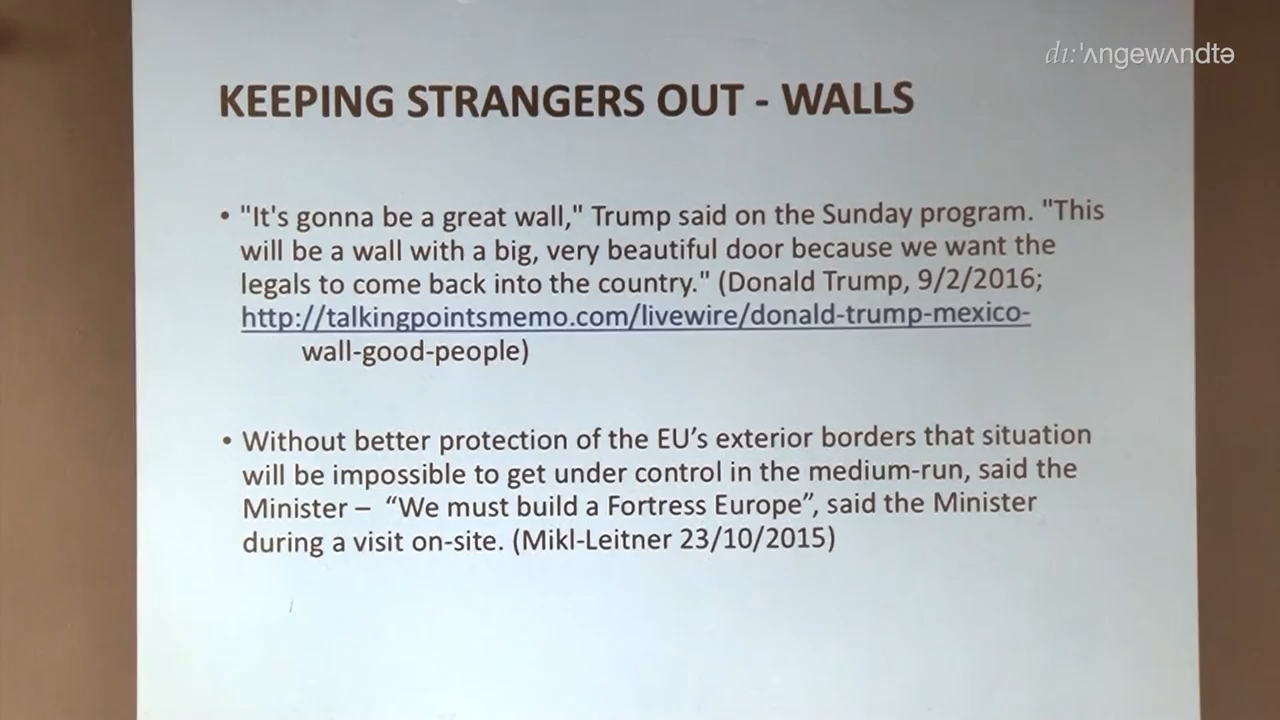 dı:ˈʌngewʌndtə
KEEPING STRANGERS OUT - WALLS
• "It's gonna be a great wall," Trump said on the Sunday program. "This
will be a wall with a big, very beautiful door because we want the
legals to come back into the country." (Donald Trump, 9/2/2016;
http://talkingpointsmemo.com/livewire/donald-trump-mexico-
wall-good-people)
• Without better protection of the EU’s exterior borders that situation
will be impossible to get under control in the medium-run, said the
Minister – “We must build a Fortress Europe”, said the Minister
during a visit on-site. (Mikl-Leitner 23/10/2015)